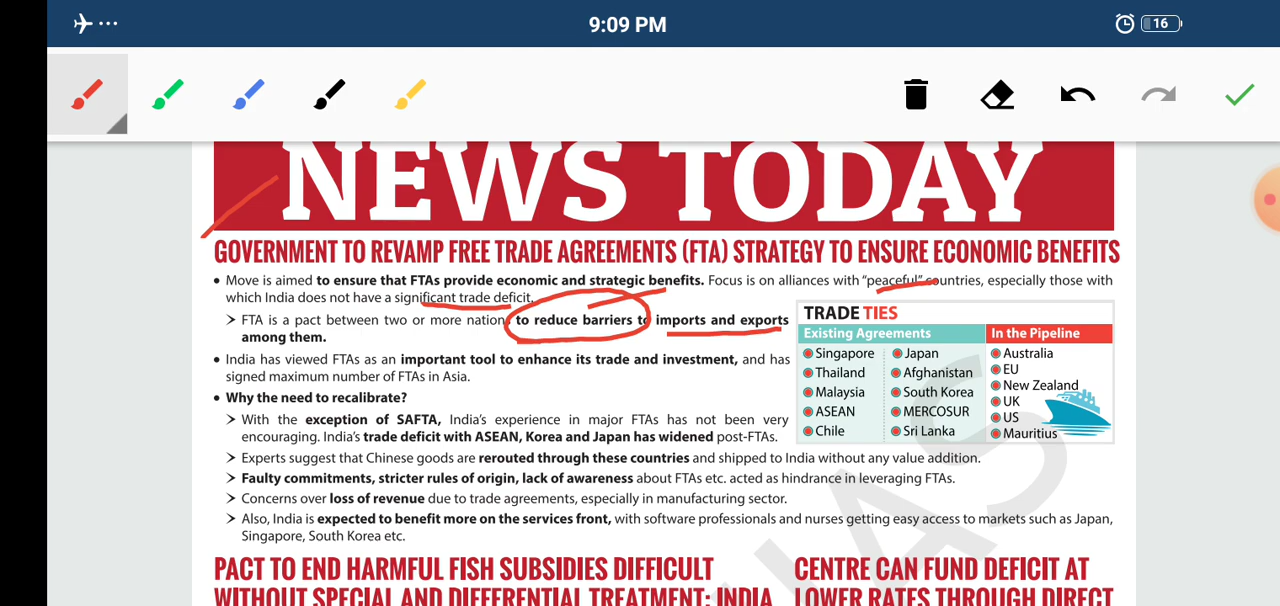 9:09 PM
16
NEWS TODAY
GOVERNMENT TO REVAMP FREE TRADE AGREEMENTS (FTA) STRATEGY TO ENSURE ECONOMIC BENEFITS
• Move is aimed to ensure that FTAs provide economic and strategic benefits. Focus is on alliances with “peaceful” countries, especially those with
which India does not have a significant trade deficit.
➢ FTA is a pact between two or more nations to reduce barriers to imports and exports
among them.
• India has viewed FTAs as an important tool to enhance its trade and investment, and has
signed maximum number of FTAs in Asia.
• Why the need to recalibrate?
➢ With the exception of SAFTA, India’s experience in major FTAs has not been very
encouraging. India’s trade deficit with ASEAN, Korea and Japan has widened post-FTAs.
TRADE TIES
Existing Agreements
Singapore
Thailand
Malaysia
ASEAN
Chile
Japan
Afghanistan
South Korea
MERCOSUR
Sri Lanka
In the Pipeline
Australia
EU
New Zealand
UK
US
Mauritius
➢ Experts suggest that Chinese goods are rerouted through these countries and shipped to India without any value addition.
➢ Faulty commitments, stricter rules of origin, lack of awareness about FTAs etc. acted as hindrance in leveraging FTAs.
➢ Concerns over loss of revenue due to trade agreements, especially in manufacturing sector.
➢ Also, India is expected to benefit more on the services front, with software professionals and nurses getting easy access to markets such as Japan,
Singapore, South Korea etc.
PACT TO END HARMFUL FISH SUBSIDIES DIFFICULT
WITHOUT SPECIAL AND DIFFERENTIAL TREATMENT: INDIA
CENTRE CAN FUND DEFICIT AT
LOWER RATES THROUGH DIRECT
IAS